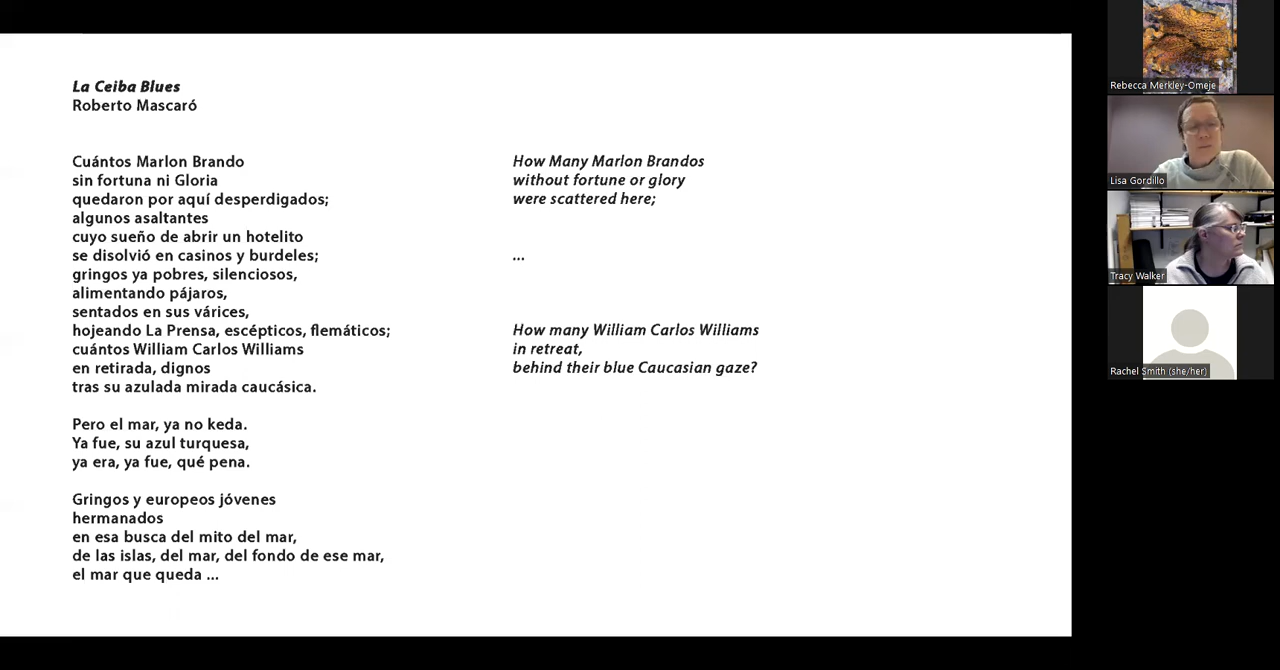 La Ceiba Blues
Roberto Mascaró
Cuántos Marlon Brando
sin fortuna ni Gloria
quedaron por aquí desperdigados;
algunos asaltantes
cuyo sueño de abrir un hotelito
se disolvió en casinos y burdeles;
gringos ya pobres, silenciosos,
alimentando pájaros,
sentados en sus várices,
hojeando La Prensa, escépticos, flemáticos;
cuántos William Carlos Williams
en retirada, dignos
tras su azulada mirada caucásica.
Pero el mar, ya no keda.
Ya fue, su azul turquesa,
ya era, ya fue, qué pena.
Gringos y europeos jóvenes
hermanados
en esa busca del mito del mar,
de las islas, del mar, del fondo de ese mar,
el mar que queda ...
How Many Marlon Brandos
without fortune or glory
were scattered here;
...
How many William Carlos Williams
in retreat,
behind their blue Caucasian gaze?
Rebecca Merkley-Omeje
Lisa Gordillo
Tracy Walker
Rachel Smith (she/her)